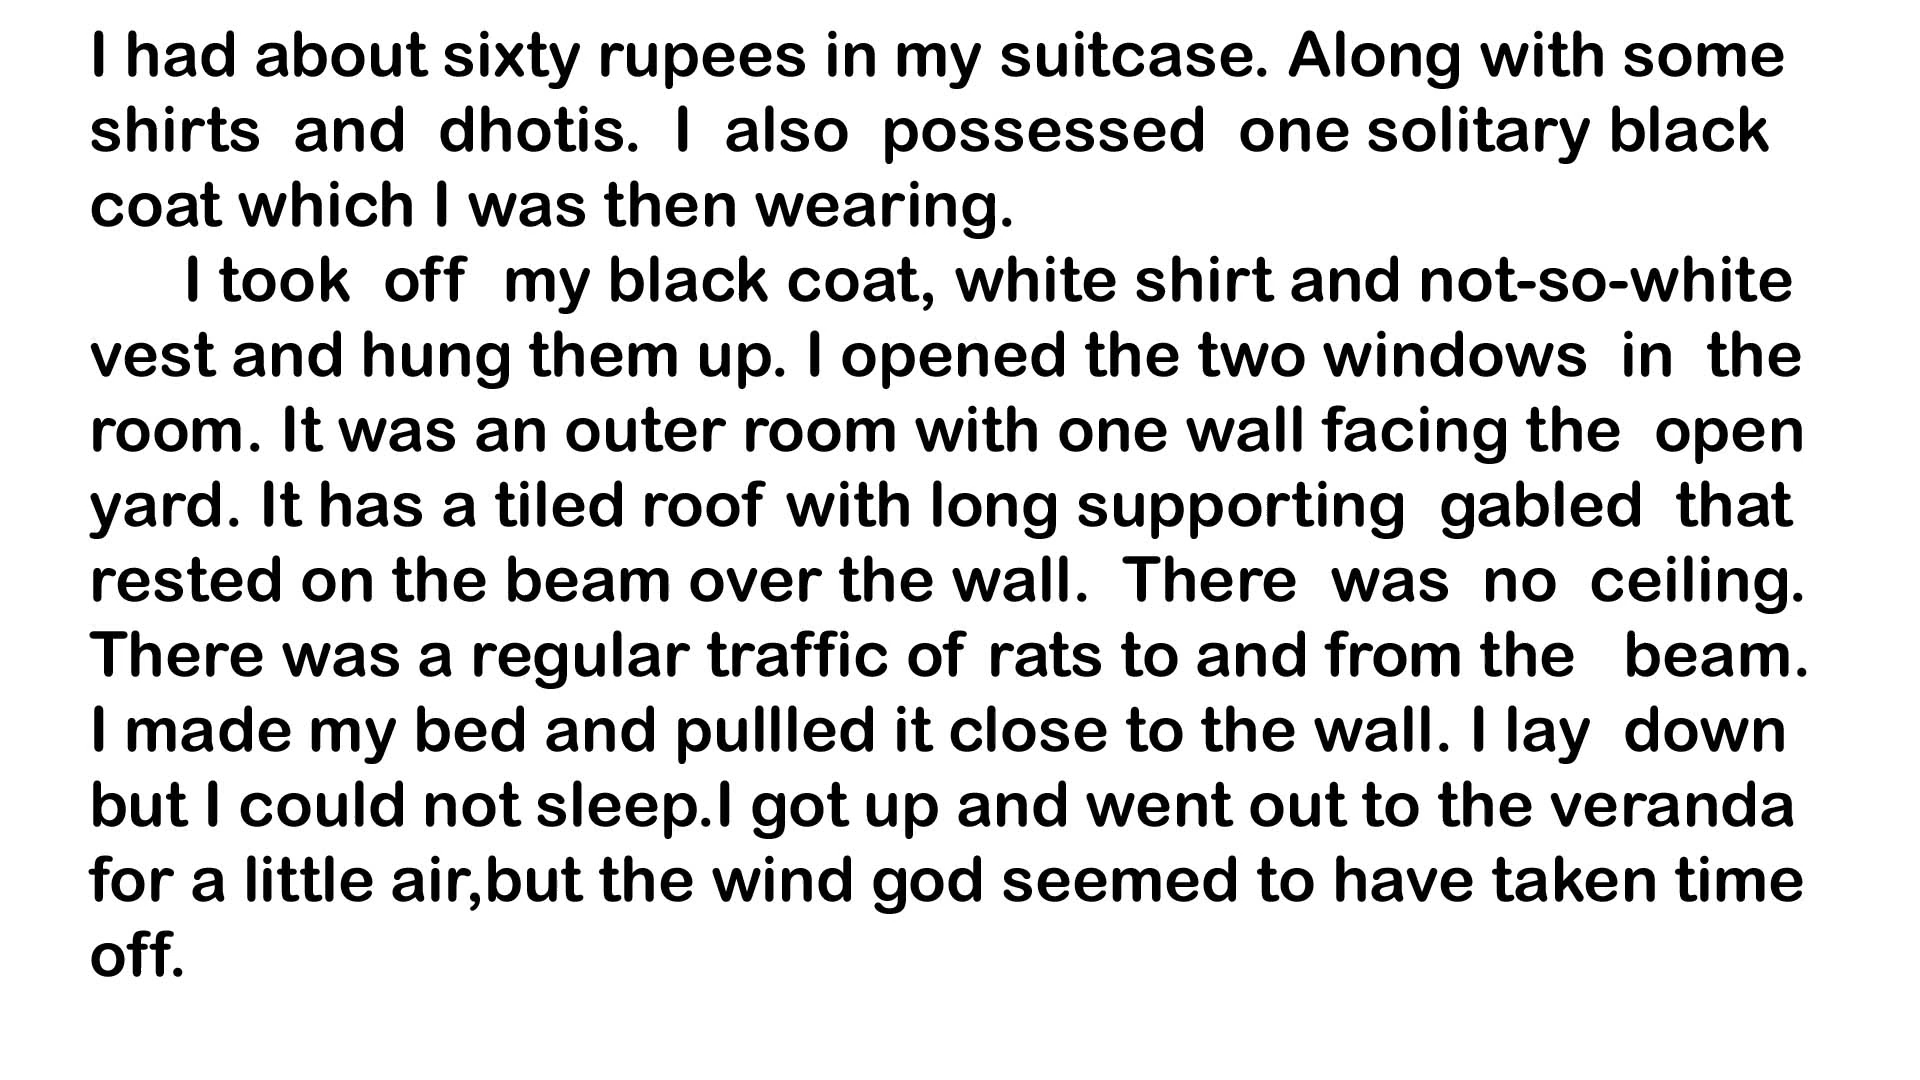 I had about sixty rupees in my suitcase. Along with some
shirts and dhotis. I also possessed one solitary black
coat which I was then wearing.
I took off my black coat, white shirt and not-so-white
vest and hung them up. I opened the two windows in the
room. It was an outer room with one wall facing the open
yard. It has a tiled roof with long supporting gabled that
rested on the beam over the wall. There was no ceiling.
There was a regular traffic of rats to and from the beam.
I made my bed and pullled it close to the wall. I lay down
but I could not sleep.I got up and went out to the veranda
for a little air,but the wind god seemed to have taken time
off.